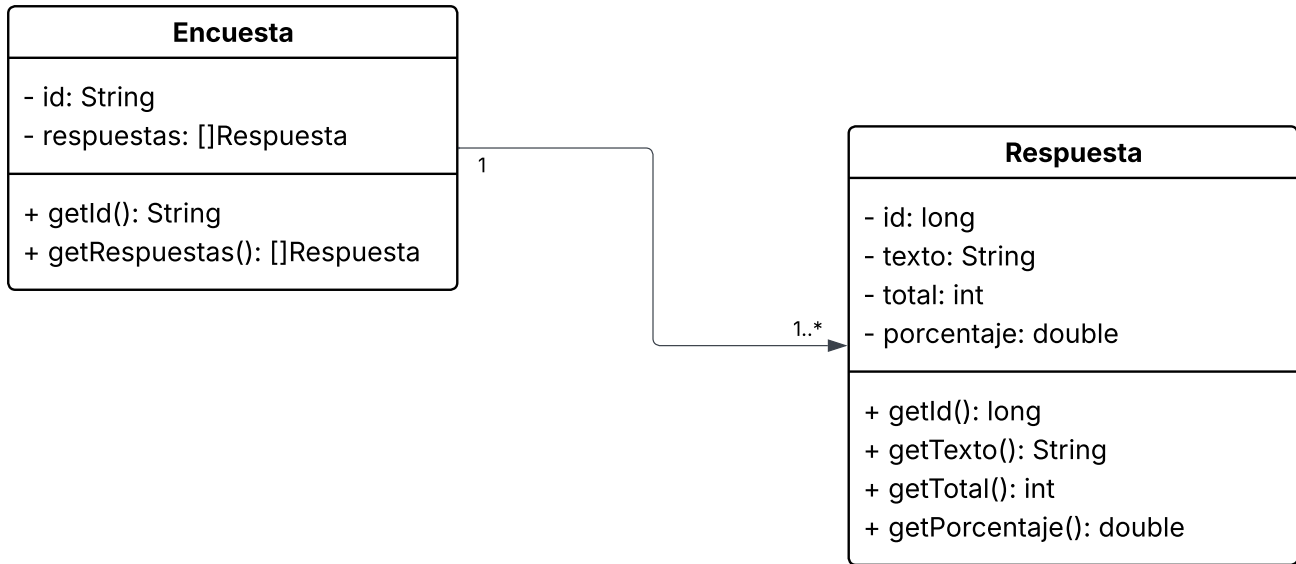 Encuesta
- id: String
- respuestas: []Respuesta
+ getId(): String
+ getRespuestas(): []Respuesta
1
1..*
Respuesta
- id: long
- texto: String
- total: int
- porcentaje: double
+ getId(): long
+ getTexto(): String
+ getTotal(): int
+ getPorcentaje(): double